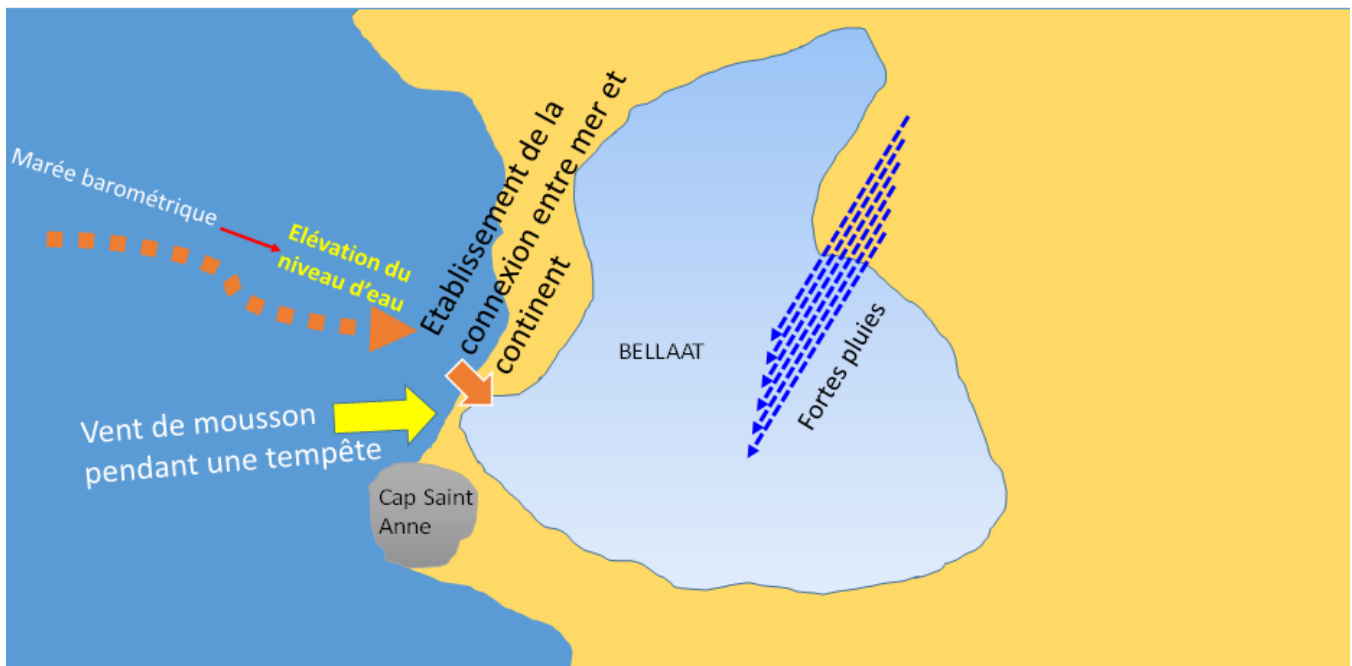 Marée barométrique
Elévation du
niveau d'eau
Etablissement de la
connexion entre mer et
continent
BELLAAT
Fortes pluies
Vent de mousson
pendant une tempête
Cap Saint
Anne